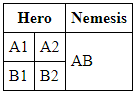 Hero Nemesis
A1 A2
AB
B1 B2